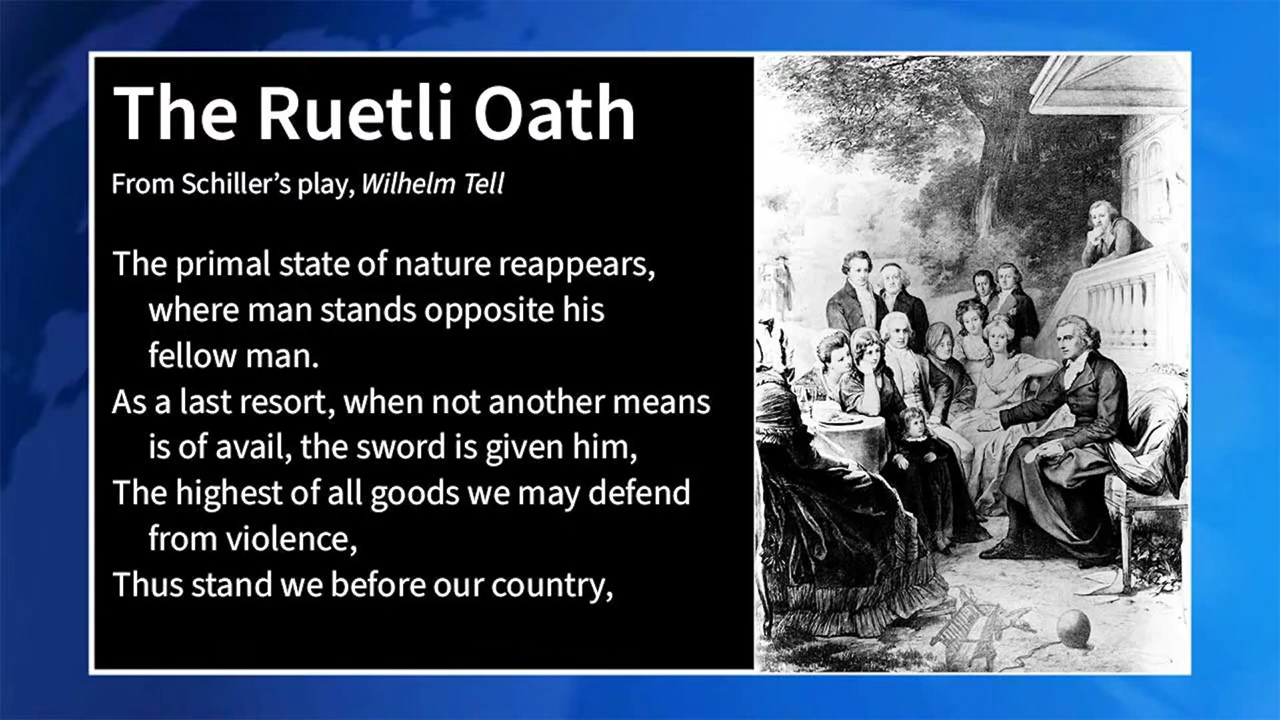 The Ruetli Oath
From Schiller’s play, Wilhelm Tell
The primal state of nature reappears,
where man stands opposite his
fellow man.
As a last resort, when not another means
is of avail, the sword is given him,
The highest of all goods we may defend
from violence,
Thus stand we before our country,